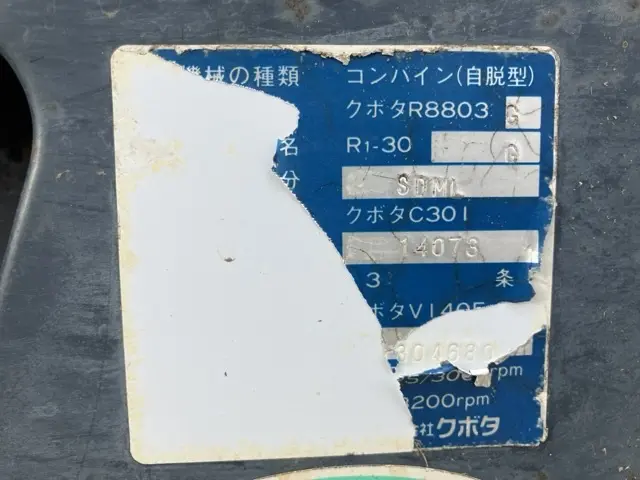 機械の種類 コンバイン(自脱型)
クボタR8803 G
名 R1-30 G
分 SDML
クボタC301
14073
3 条
ボタV140
304680
rpm
200rpm
社クボタ